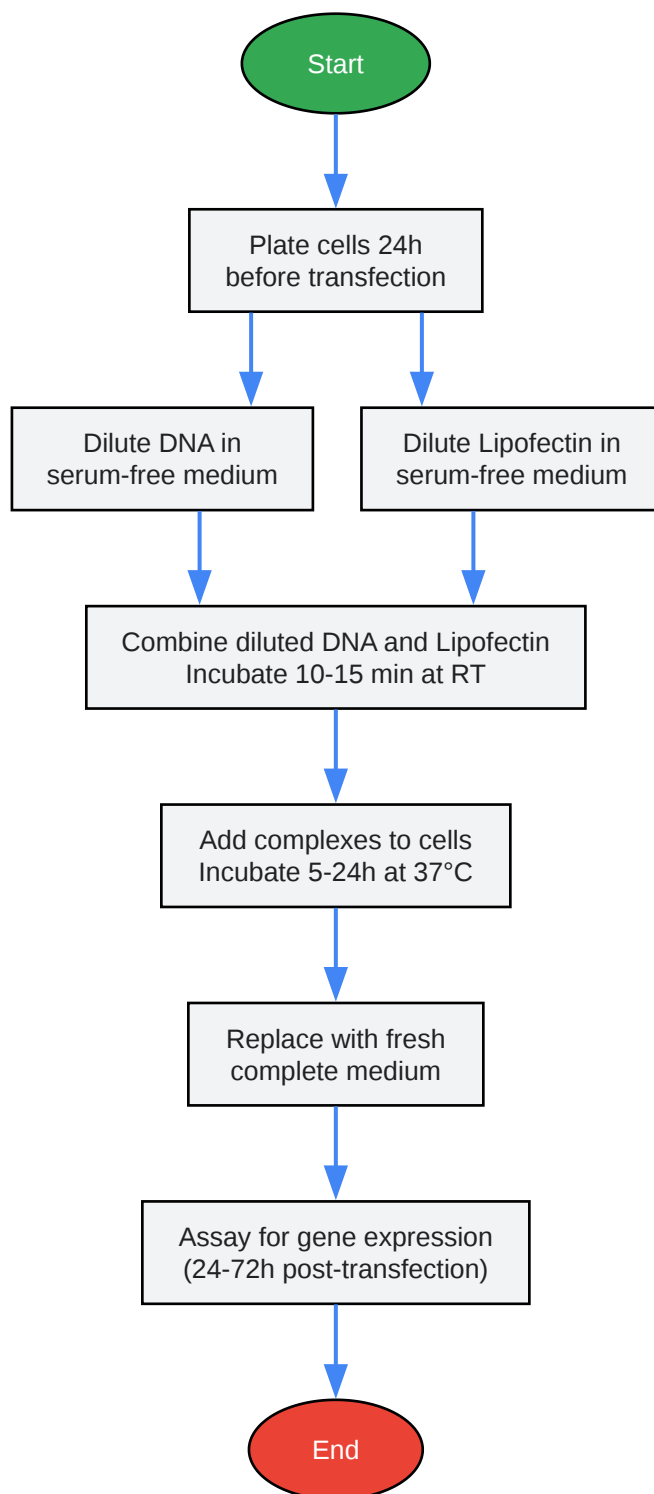 Start
Plate cells 24h
before transfection
Dilute DNA in
serum-free medium
Dilute Lipofectin in
serum-free medium
Combine diluted DNA and Lipofectin
Incubate 10-15 min at RT
Add complexes to cells
Incubate 5-24h at 37°C
Replace with fresh
complete medium
Assay for gene expression
(24-72h post-transfection)
End